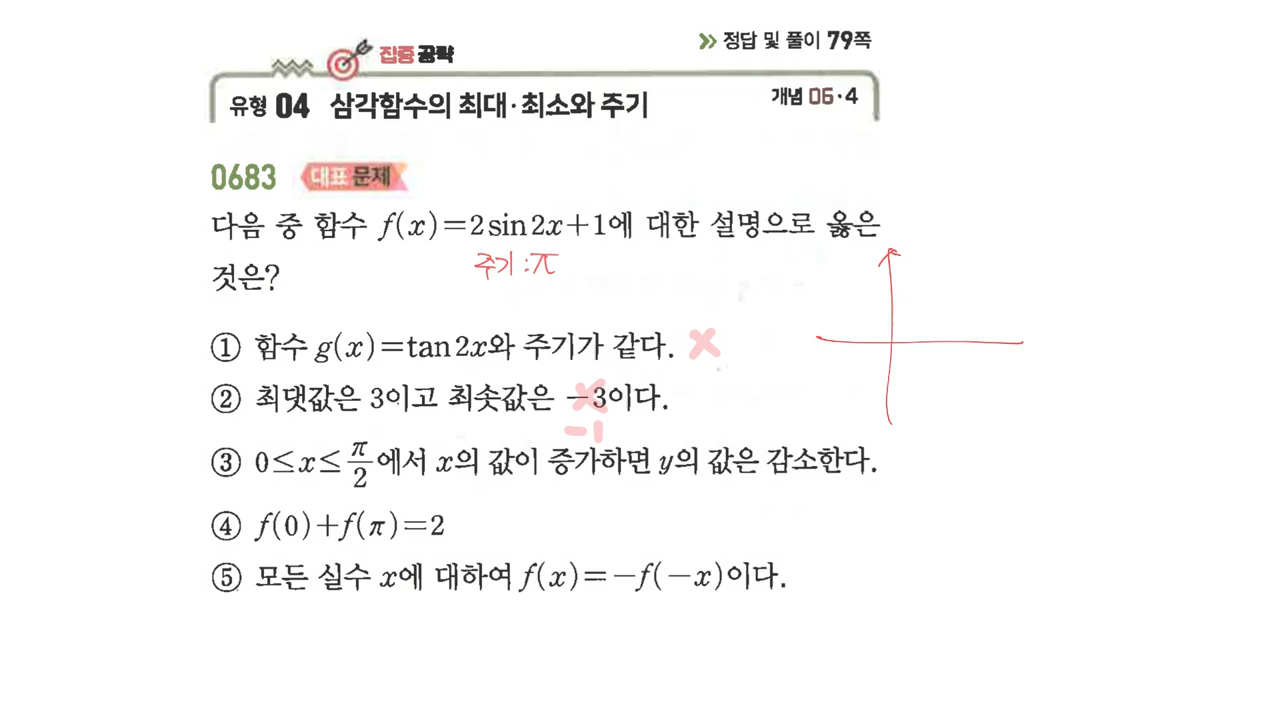 정답 및 풀이 79쪽
집중 공략
유형 04 삼각함수의 최대·최소와 주기 개념 06·4
0683 대표 문제
다음 중 함수 f(x)=2sin2x+1에 대한 설명으로 옳은
것은?
주기 : π
① 함수 g(x)=tan2x와 주기가 같다. ×
② 최댓값은 3이고 최솟값은 -3이다.
-1
③ 0≤x≤π/2에서 x의 값이 증가하면 y의 값은 감소한다.
④ f(0)+f(π)=2
⑤ 모든 실수 x에 대하여 f(x)=-f(-x)이다.